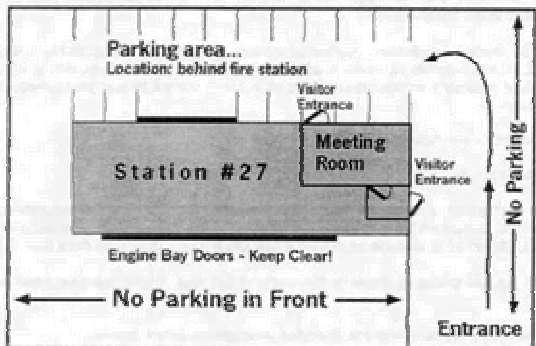 Parking area...
Location: behind fire station
Visitor
Entrance
Meeting
Room
Station #27
Visitor
Entrance
No Parking
Engine Bay Doors - Keep Clear!
No Parking in Front
Entrance